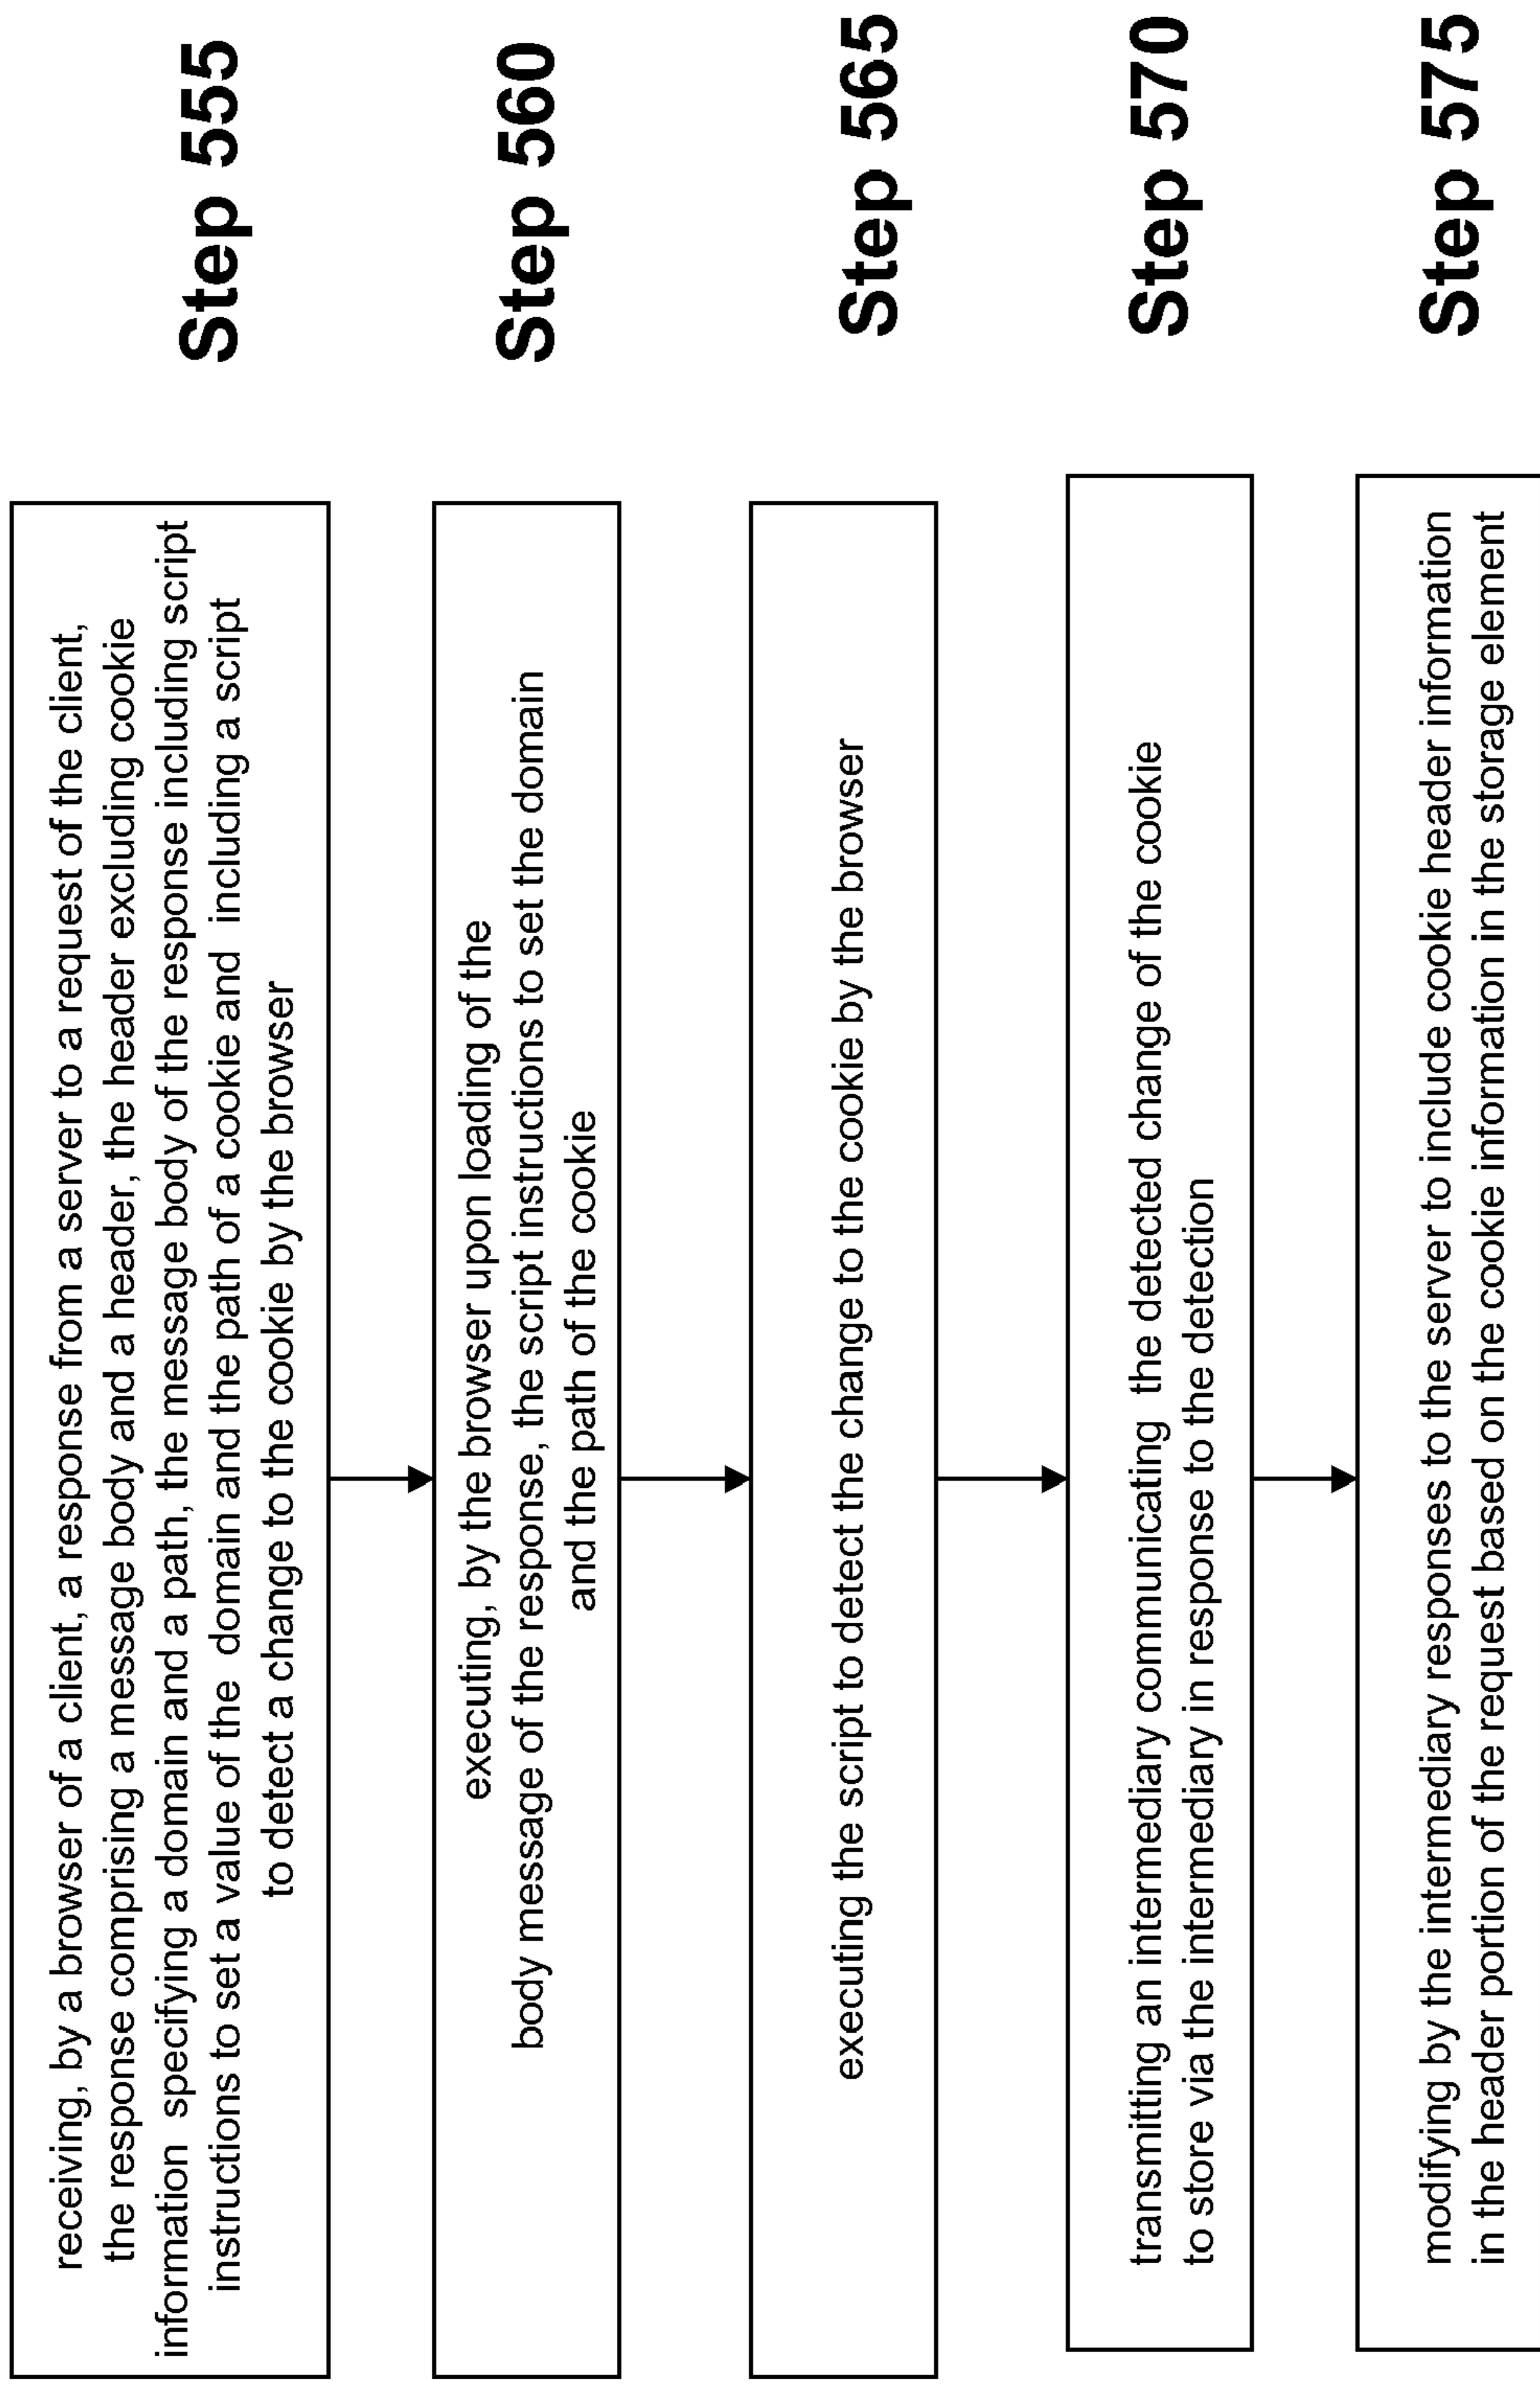 receiving, by a browser of a client, a response from a server to a request of the client,
the response comprising a message body and a header, the header excluding cookie
information specifying a domain and a path, the message body of the response including script
instructions to set a value of the domain and the path of a cookie and including a script
to detect a change to the cookie by the browser
Step 555
executing, by the browser upon loading of the
body message of the response, the script instructions to set the domain
and the path of the cookie
Step 560
executing the script to detect the change to the cookie by the browser
Step 565
transmitting an intermediary communicating the detected change of the cookie
to store via the intermediary in response to the detection
Step 570
modifying by the intermediary responses to the server to include cookie header information
in the header portion of the request based on the cookie information in the storage element
Step 575